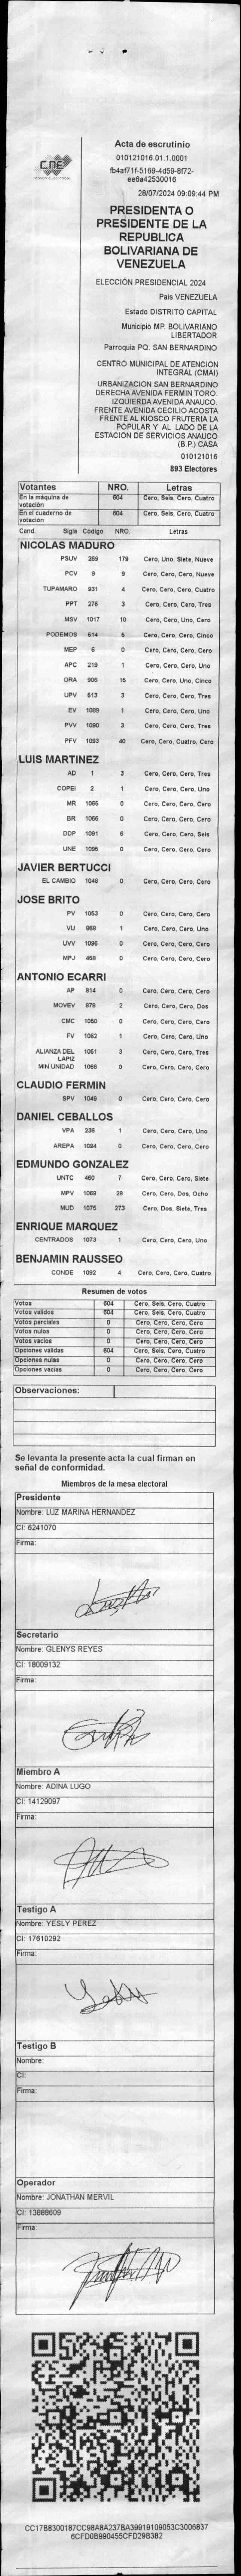 CNE
Acta de escrutinio
010121016.01.1.0001
fb4af71f-5169-4d59-8f72-
ee6a42530016
28/07/2024 09:09:44 PM
PRESIDENTA O
PRESIDENTE DE LA
REPUBLICA
BOLIVARIANA DE
VENEZUELA
ELECCIÓN PRESIDENCIAL 2024
Pais VENEZUELA
Estado DISTRITO CAPITAL
Municipio MP. BOLIVARIANO
LIBERTADOR
Parroquia PQ. SAN BERNARDINO
CENTRO MUNICIPAL DE ATENCION
INTEGRAL (CMAI)
URBANIZACION SAN BERNARDINO
DERECHA AVENIDA FERMIN TORO.
IZQUIERDA AVENIDA ANAUCO.
FRENTE AVENIDA CECILIO ACOSTA
FRENTE AL KIOSKO FRUTERIA LA
POPULAR Y AL LADO DE LA
ESTACION DE SERVICIOS ANAUCO
(B.P.) CASA
010121016
893 Electores
Votantes NRO. Letras
En la máquina de votación 604 Cero, Seis, Cero, Cuatro
En el cuaderno de votación 604 Cero, Seis, Cero, Cuatro
Cand. Sigla Código NRO. Letras
NICOLAS MADURO
PSUV 269 179 Cero, Uno, Siete, Nueve
PCV 9 9 Cero, Cero, Cero, Nueve
TUPAMARO 931 4 Cero, Cero, Cero, Cuatro
PPT 276 3 Cero, Cero, Cero, Tres
MSV 1017 10 Cero, Cero, Uno, Cero
PODEMOS 614 5 Cero, Cero, Cero, Cinco
MEP 6 0 Cero, Cero, Cero, Cero
APC 219 1 Cero, Cero, Cero, Uno
ORA 906 15 Cero, Cero, Uno, Cinco
UPV 513 3 Cero, Cero, Cero, Tres
EV 1089 1 Cero, Cero, Cero, Uno
PVV 1090 3 Cero, Cero, Cero, Tres
PFV 1093 40 Cero, Cero, Cuatro, Cero
LUIS MARTINEZ
AD 1 3 Cero, Cero, Cero, Tres
COPEI 2 1 Cero, Cero, Cero, Uno
MR 1065 0 Cero, Cero, Cero, Cero
BR 1066 0 Cero, Cero, Cero, Cero
DDP 1091 6 Cero, Cero, Cero, Seis
UNE 1095 0 Cero, Cero, Cero, Cero
JAVIER BERTUCCI
EL CAMBIO 1048 0 Cero, Cero, Cero, Cero
JOSE BRITO
PV 1053 0 Cero, Cero, Cero, Cero
VU 969 1 Cero, Cero, Cero, Uno
UVV 1096 0 Cero, Cero, Cero, Cero
MPJ 458 0 Cero, Cero, Cero, Cero
ANTONIO ECARRI
AP 814 0 Cero, Cero, Cero, Cero
MOVEV 979 2 Cero, Cero, Cero, Dos
CMC 1050 0 Cero, Cero, Cero, Cero
FV 1062 1 Cero, Cero, Cero, Uno
ALIANZA DEL LAPIZ 1051 3 Cero, Cero, Cero, Tres
MIN UNIDAD 1068 0 Cero, Cero, Cero, Cero
CLAUDIO FERMIN
SPV 1049 0 Cero, Cero, Cero, Cero
DANIEL CEBALLOS
VPA 236 1 Cero, Cero, Cero, Uno
AREPA 1094 0 Cero, Cero, Cero, Cero
EDMUNDO GONZALEZ
UNTC 460 7 Cero, Cero, Cero, Siete
MPV 1069 28 Cero, Cero, Dos, Ocho
MUD 1075 273 Cero, Dos, Siete, Tres
ENRIQUE MARQUEZ
CENTRADOS 1073 1 Cero, Cero, Cero, Uno
BENJAMIN RAUSSEO
CONDE 1092 4 Cero, Cero, Cero, Cuatro
Resumen de votos
Votos 604 Cero, Seis, Cero, Cuatro
Votos validos 604 Cero, Seis, Cero, Cuatro
Votos parciales 0 Cero, Cero, Cero, Cero
Votos nulos 0 Cero, Cero, Cero, Cero
Votos vacios 0 Cero, Cero, Cero, Cero
Opciones validas 604 Cero, Seis, Cero, Cuatro
Opciones nulas 0 Cero, Cero, Cero, Cero
Opciones vacias 0 Cero, Cero, Cero, Cero
Observaciones:
Se levanta la presente acta la cual firman en
señal de conformidad.
Miembros de la mesa electoral
Presidente
Nombre: LUZ MARINA HERNANDEZ
CI: 6241070
Firma:
Secretario
Nombre: GLENYS REYES
CI: 18009132
Firma:
Miembro A
Nombre: ADINA LUGO
CI: 14129097
Firma:
Testigo A
Nombre: YESLY PEREZ
CI: 17610292
Firma:
Testigo B
Nombre:
CI:
Firma:
Operador
Nombre: JONATHAN MERVIL
CI: 13888609
Firma:
CC17B8300187CC98A8A237BA39919109053C3006837
6CFD0B990455CFD29B382